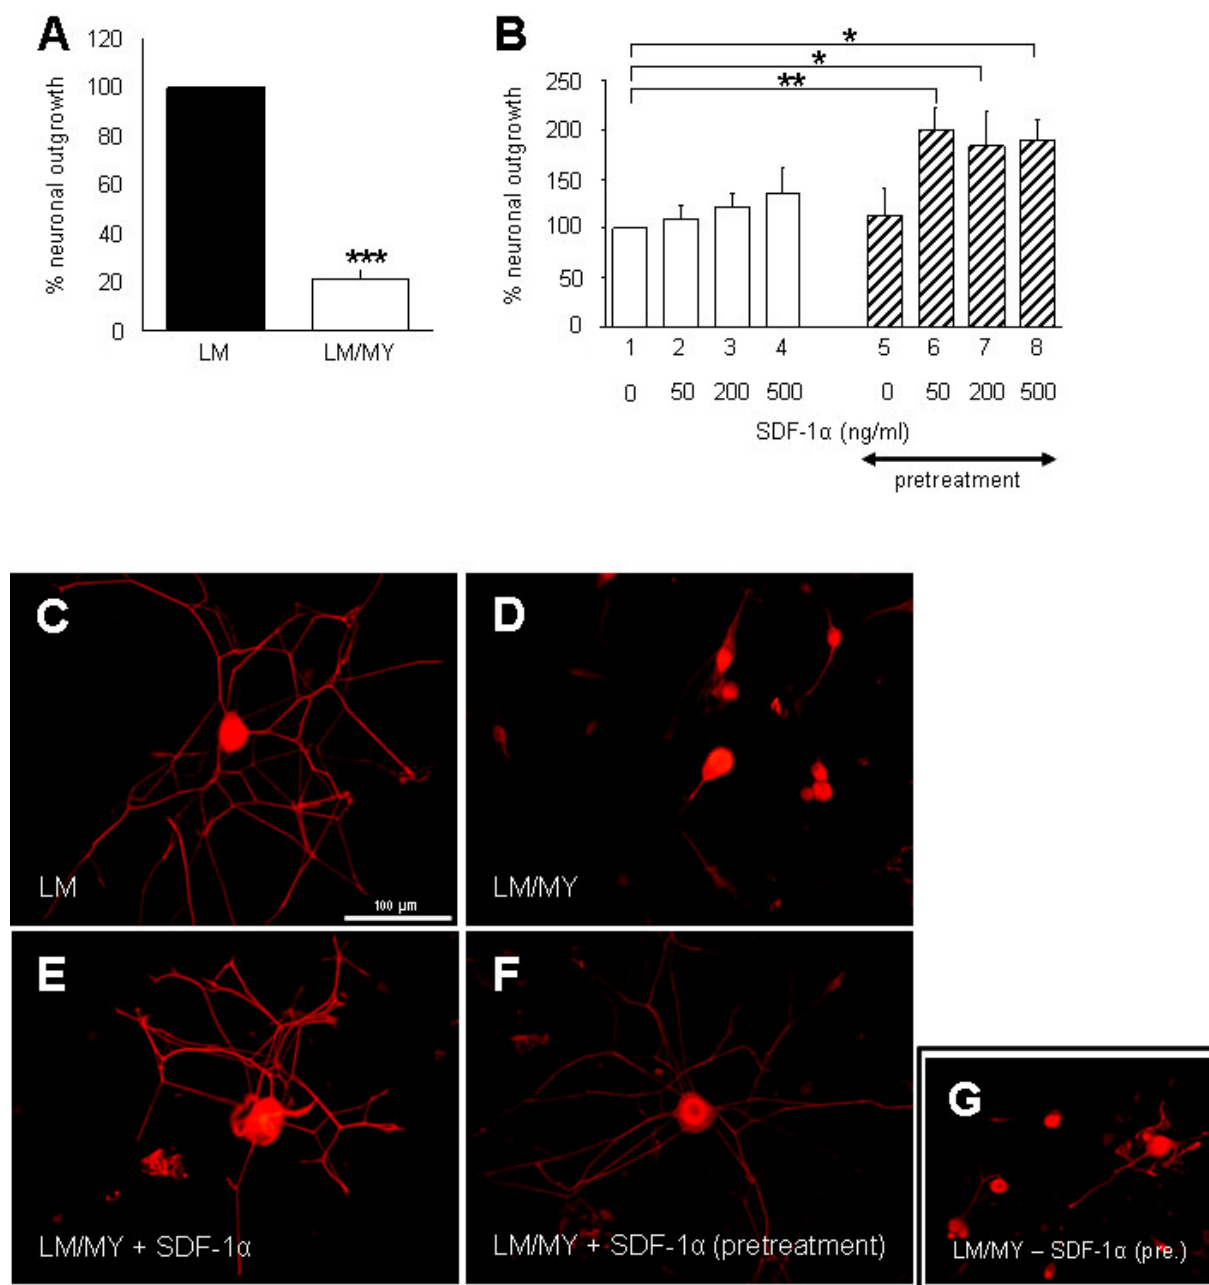 A
% neuronal outgrowth
120
100
80
60
40
20
0
***
LM
LM/MY
B
% neuronal outgrowth
250
200
150
100
50
0
*
*
**
1 2 3 4 5 6 7 8
0 50 200 500 0 50 200 500
SDF-1α (ng/ml)
pretreatment
C
LM
100 µm
D
LM/MY
E
LM/MY + SDF-1α
F
LM/MY + SDF-1α (pretreatment)
G
LM/MY – SDF-1α (pre.)